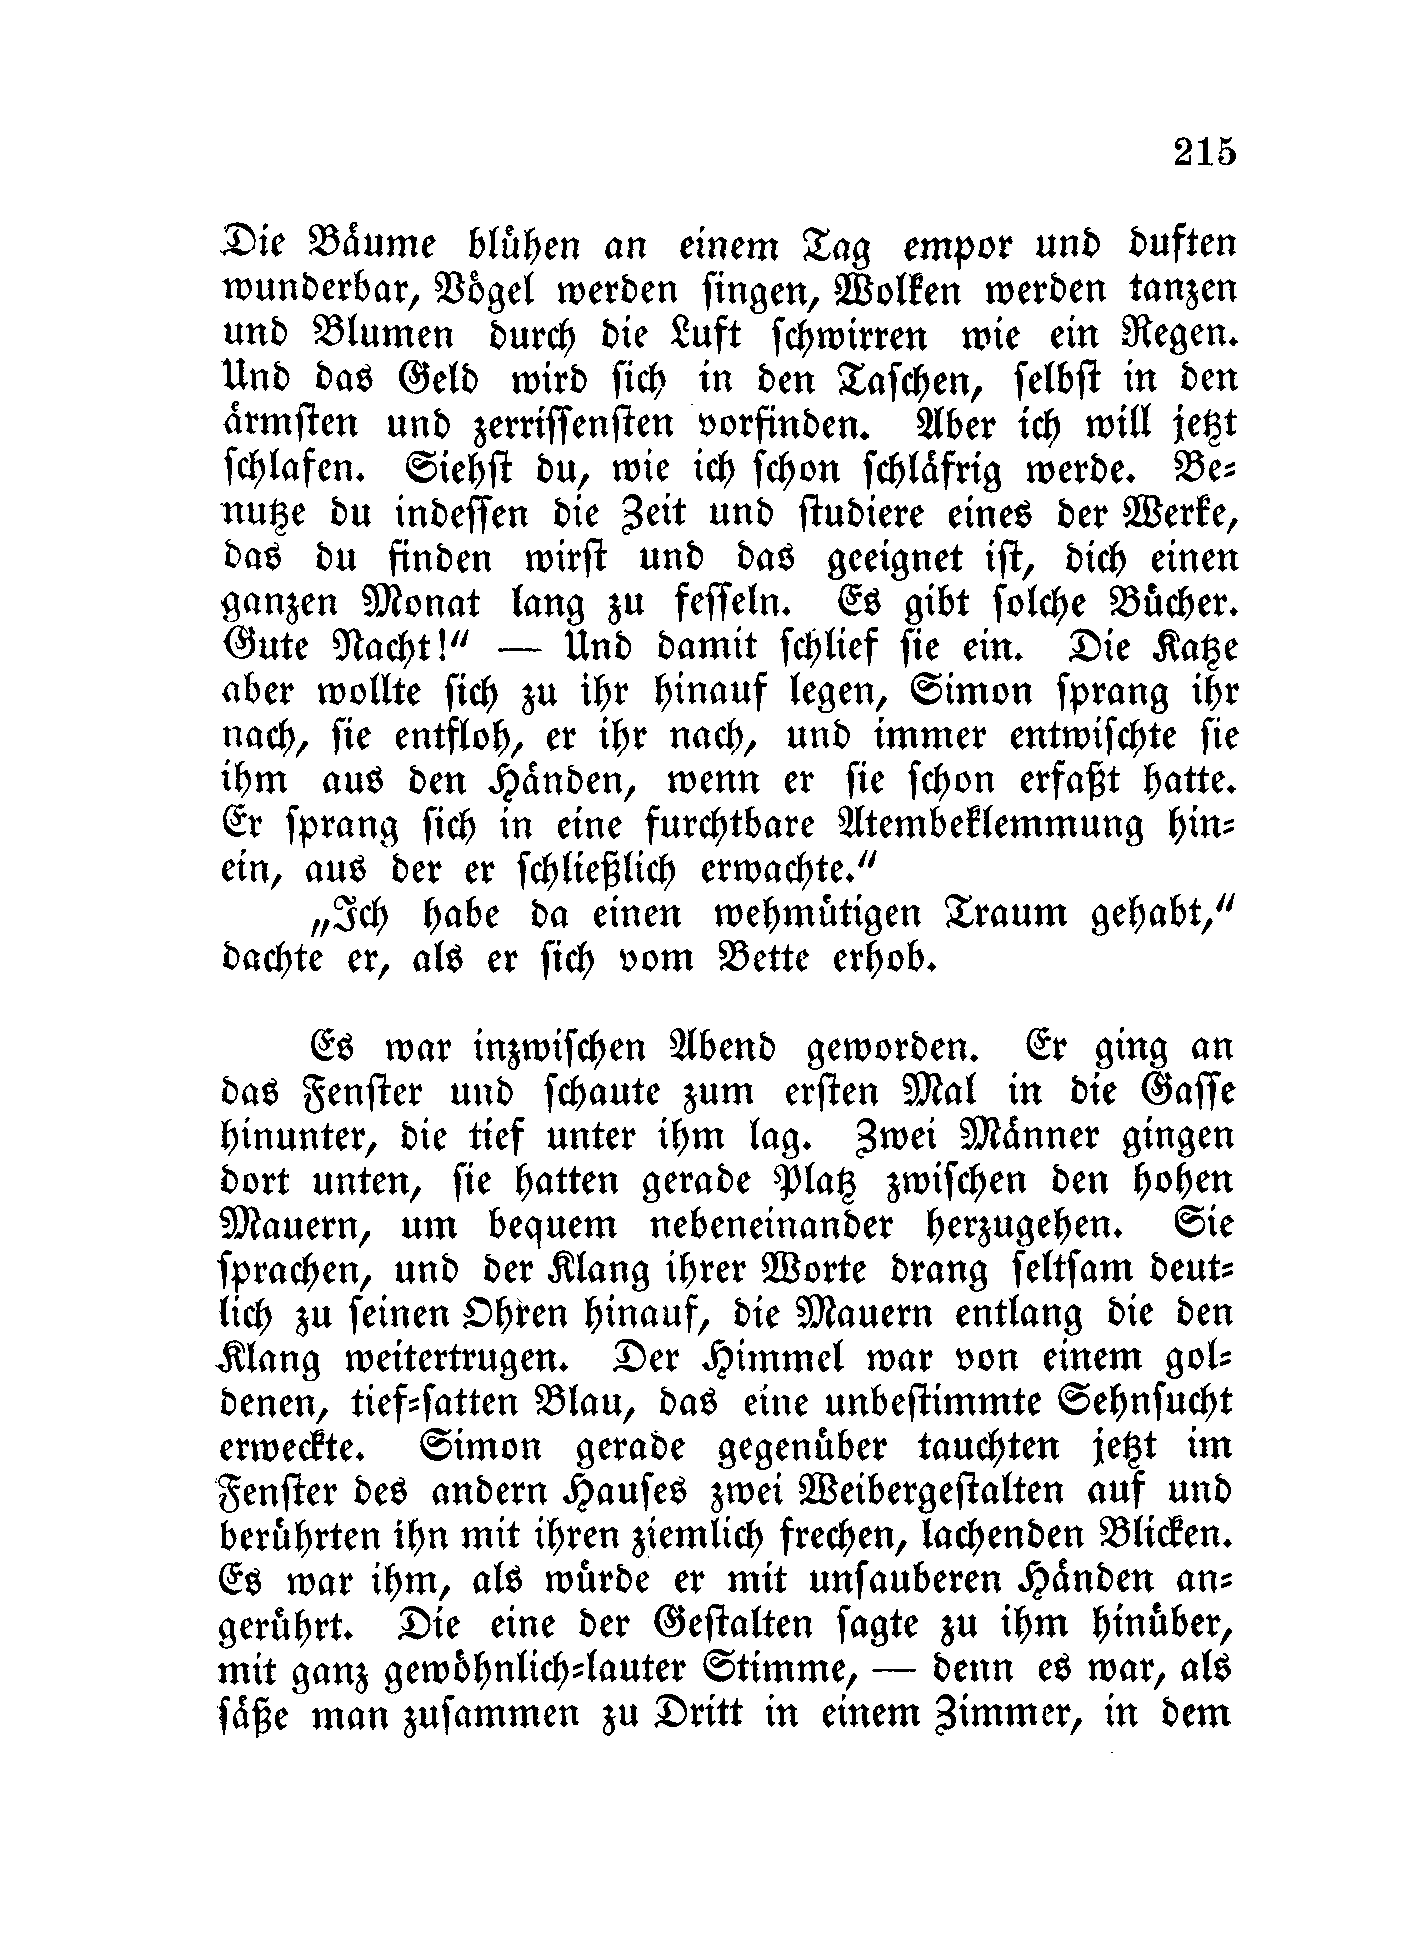 215
Die Bäume blühen an einem Tag empor und duften
wunderbar, Vögel werden singen, Wolken werden tanzen
und Blumen durch die Luft schwirren wie ein Regen.
Und das Geld wird sich in den Taschen, selbst in den
ärmsten und zerrissensten vorfinden. Aber ich will jetzt
schlafen. Siehst du, wie ich schon schläfrig werde. Be-
nutze du indessen die Zeit und studiere eines der Werke,
das du finden wirst und das geeignet ist, dich einen
ganzen Monat lang zu fesseln. Es gibt solche Bücher.
Gute Nacht!“ — Und damit schlief sie ein. Die Katze
aber wollte sich zu ihr hinauf legen, Simon sprang ihr
nach, sie entfloh, er ihr nach, und immer entwischte sie
ihm aus den Händen, wenn er sie schon erfaßt hatte.
Er sprang sich in eine furchtbare Atembeklemmung hin-
ein, aus der er schließlich erwachte.“
„Ich habe da einen wehmütigen Traum gehabt,“
dachte er, als er sich vom Bette erhob.
Es war inzwischen Abend geworden. Er ging an
das Fenster und schaute zum ersten Mal in die Gasse
hinunter, die tief unter ihm lag. Zwei Männer gingen
dort unten, sie hatten gerade Platz zwischen den hohen
Mauern, um bequem nebeneinander herzugehen. Sie
sprachen, und der Klang ihrer Worte drang seltsam deut-
lich zu seinen Ohren hinauf, die Mauern entlang die den
Klang weitertrugen. Der Himmel war von einem gol-
denen, tief-satten Blau, das eine unbestimmte Sehnsucht
erweckte. Simon gerade gegenüber tauchten jetzt im
Fenster des andern Hauses zwei Weibergestalten auf und
berührten ihn mit ihren ziemlich frechen, lachenden Blicken.
Es war ihm, als würde er mit unsauberen Händen an-
gerührt. Die eine der Gestalten sagte zu ihm hinüber,
mit ganz gewöhnlich-lauter Stimme, — denn es war, als
säße man zusammen zu Dritt in einem Zimmer, in dem